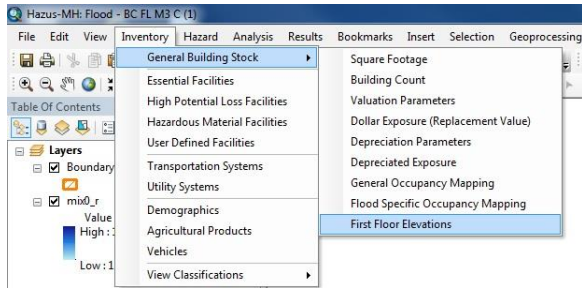 Hazus-MH: Flood - BC FL M3 C (1)
File Edit View Inventory Hazard Analysis Results Bookmarks Insert Selection Geoprocessing
General Building Stock
Essential Facilities
High Potential Loss Facilities
Hazardous Material Facilities
User Defined Facilities
Transportation Systems
Utility Systems
Demographics
Agricultural Products
Vehicles
View Classifications
Square Footage
Building Count
Valuation Parameters
Dollar Exposure (Replacement Value)
Depreciation Parameters
Depreciated Exposure
General Occupancy Mapping
Flood Specific Occupancy Mapping
First Floor Elevations
Table Of Contents
Layers
Boundary
mix0_r
Value
High :
Low : 1